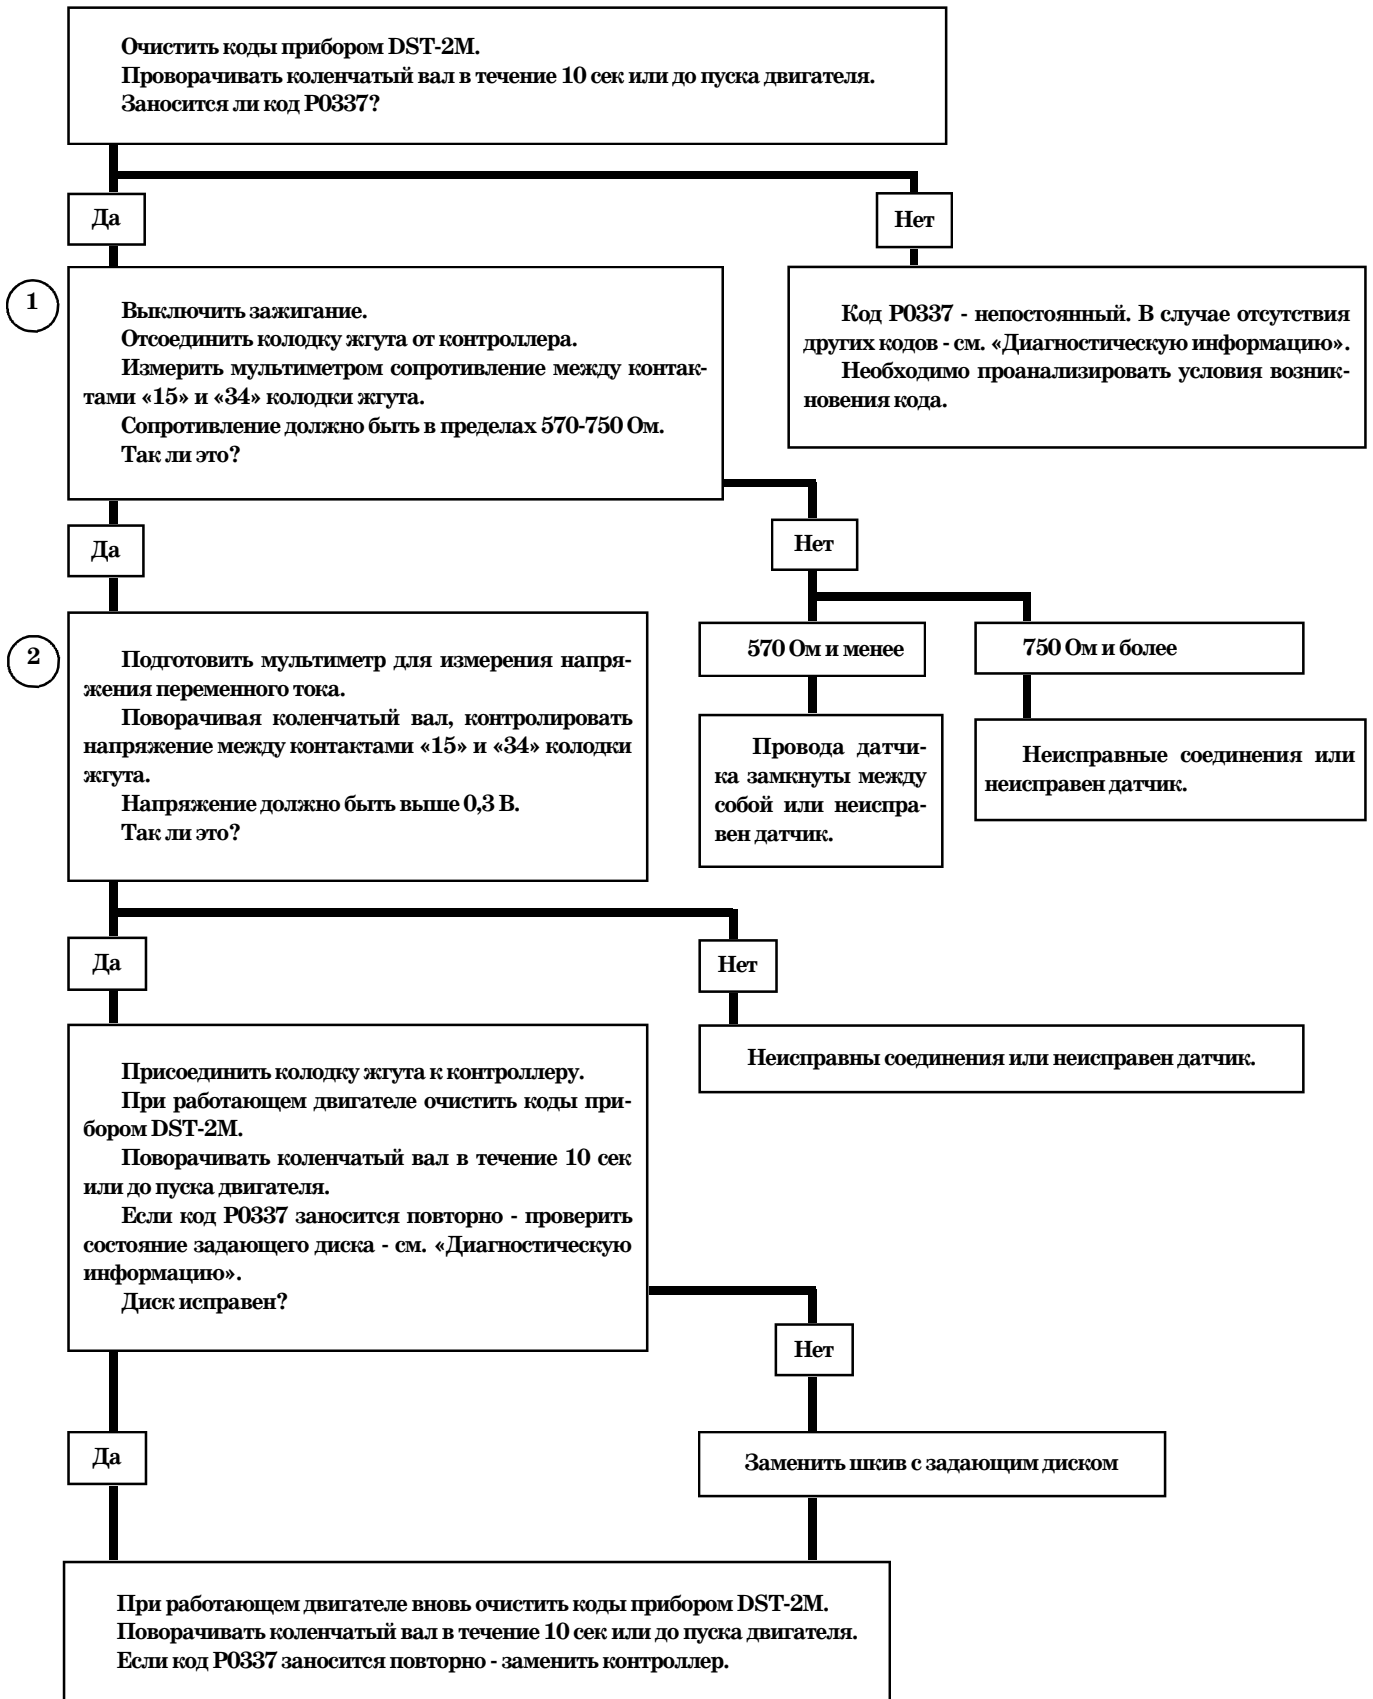 Очистить коды прибором DST-2M.
Проворачивать коленчатый вал в течение 10 сек или до пуска двигателя.
Заносится ли код P0337?
Да
Нет
1
Выключить зажигание.
Отсоединить колодку жгута от контроллера.
Измерить мультиметром сопротивление между контак-
тами «15» и «34» колодки жгута.
Сопротивление должно быть в пределах 570-750 Ом.
Так ли это?
Код P0337 - непостоянный. В случае отсутствия
других кодов - см. «Диагностическую информацию».
Необходимо проанализировать условия возник-
новения кода.
Да
Нет
2
Подготовить мультиметр для измерения напря-
жения переменного тока.
Поворачивая коленчатый вал, контролировать
напряжение между контактами «15» и «34» колодки
жгута.
Напряжение должно быть выше 0,3 В.
Так ли это?
570 Ом и менее
750 Ом и более
Провода датчи-
ка замкнуты между
собой или неиспра-
вен датчик.
Неисправные соединения или
неисправен датчик.
Да
Нет
Присоединить колодку жгута к контроллеру.
При работающем двигателе очистить коды при-
бором DST-2M.
Поворачивать коленчатый вал в течение 10 сек
или до пуска двигателя.
Если код P0337 заносится повторно - проверить
состояние задающего диска - см. «Диагностическую
информацию».
Диск исправен?
Неисправны соединения или неисправен датчик.
Нет
Да
Заменить шкив с задающим диском
При работающем двигателе вновь очистить коды прибором DST-2M.
Поворачивать коленчатый вал в течение 10 сек или до пуска двигателя.
Если код P0337 заносится повторно - заменить контроллер.